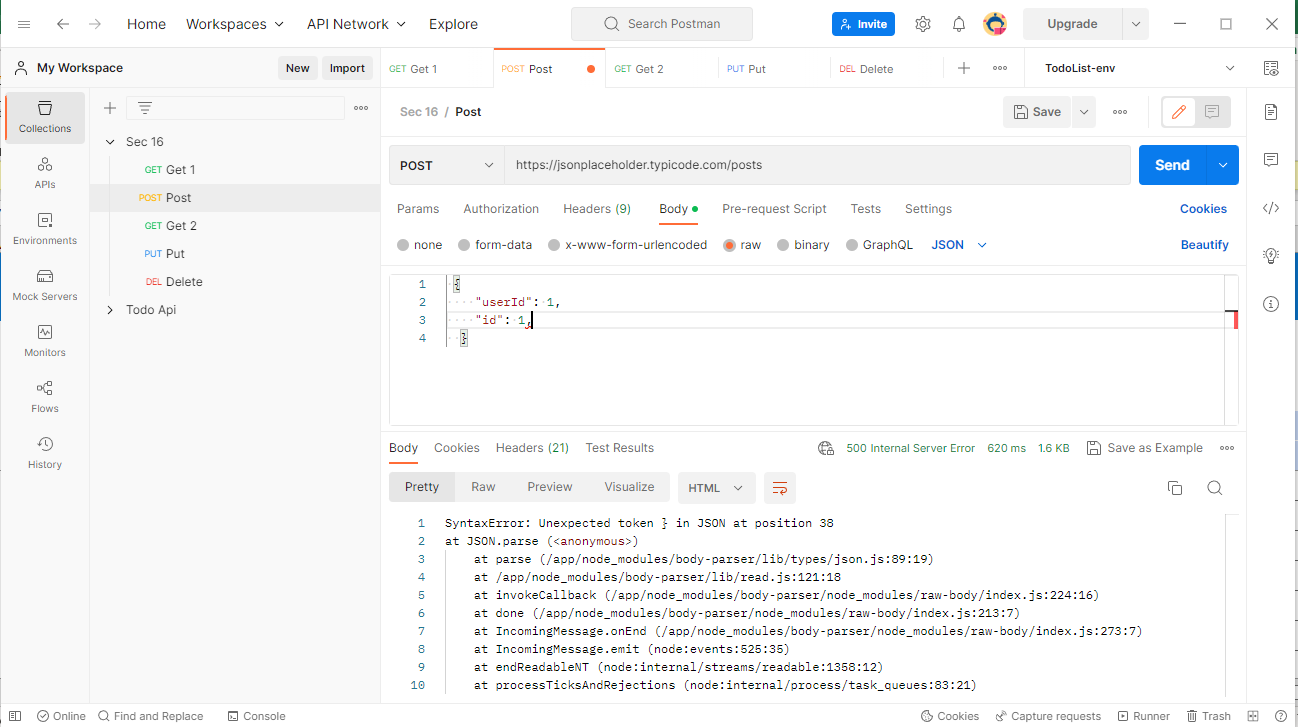 Home Workspaces API Network Explore Search Postman Invite Upgrade
My Workspace New Import GET Get 1 POST Post GET Get 2 PUT Put DEL Delete TodoList-env
Collections
APIs
Environments
Mock Servers
Monitors
Flows
History
Sec 16
GET Get 1
POST Post
GET Get 2
PUT Put
DEL Delete
Todo Api
Sec 16 / Post Save
POST https://jsonplaceholder.typicode.com/posts Send
Params Authorization Headers (9) Body Pre-request Script Tests Settings Cookies
none form-data x-www-form-urlencoded raw binary GraphQL JSON Beautify
1 {
2 "userId": 1,
3 "id": 1,
4 }
Body Cookies Headers (21) Test Results 500 Internal Server Error 620 ms 1.6 KB Save as Example
Pretty Raw Preview Visualize HTML
1 SyntaxError: Unexpected token } in JSON at position 38
2 at JSON.parse (<anonymous>)
3 at parse (/app/node_modules/body-parser/lib/types/json.js:89:19)
4 at /app/node_modules/body-parser/lib/read.js:121:18
5 at invokeCallback (/app/node_modules/body-parser/node_modules/raw-body/index.js:224:16)
6 at done (/app/node_modules/body-parser/node_modules/raw-body/index.js:213:7)
7 at IncomingMessage.onEnd (/app/node_modules/body-parser/node_modules/raw-body/index.js:273:7)
8 at IncomingMessage.emit (node:events:525:35)
9 at endReadableNT (node:internal/streams/readable:1358:12)
10 at processTicksAndRejections (node:internal/process/task_queues:83:21)
Online Find and Replace Console Cookies Capture requests Runner Trash